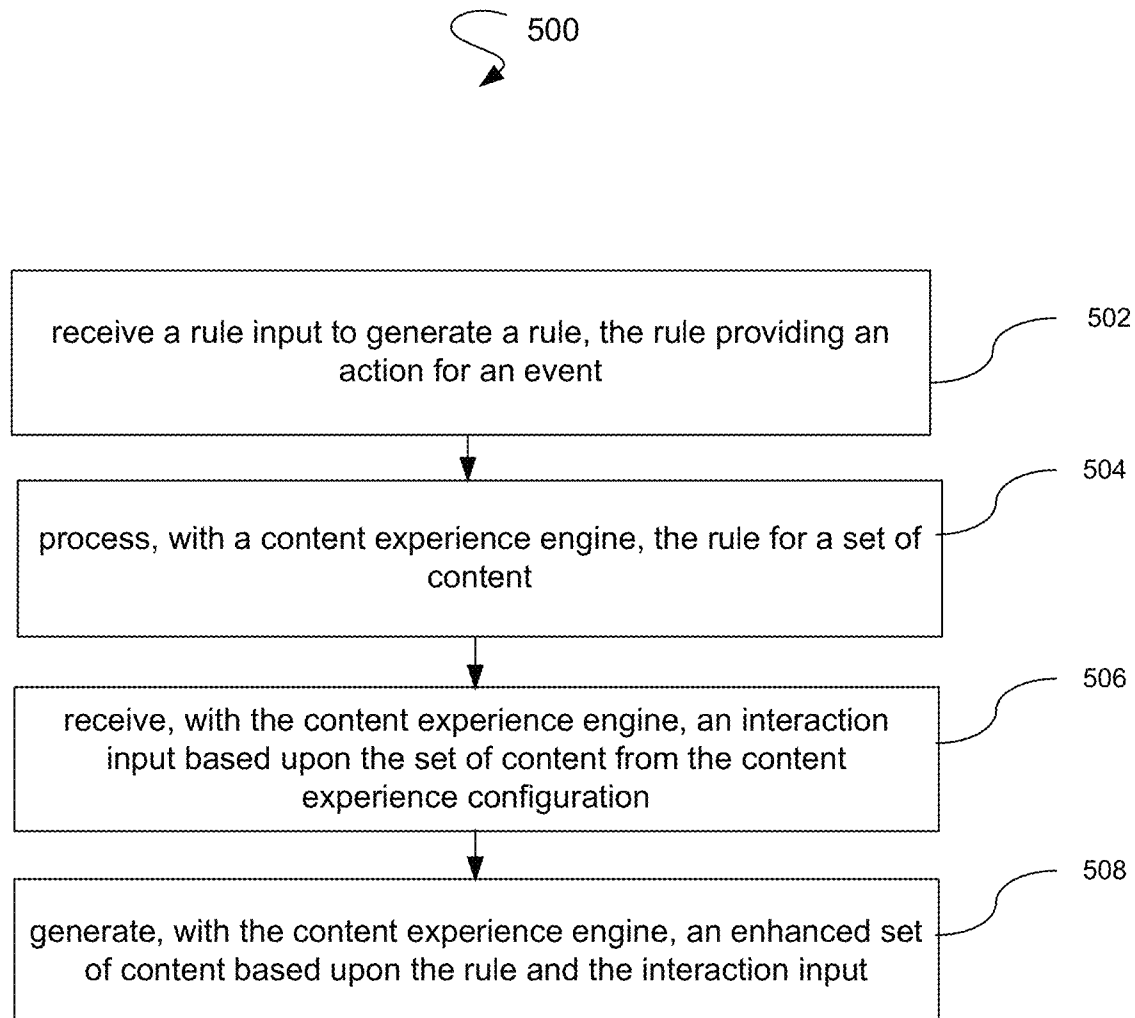 500
receive a rule input to generate a rule, the rule providing an
action for an event
502
process, with a content experience engine, the rule for a set of
content
504
receive, with the content experience engine, an interaction
input based upon the set of content from the content
experience configuration
506
generate, with the content experience engine, an enhanced set
of content based upon the rule and the interaction input
508